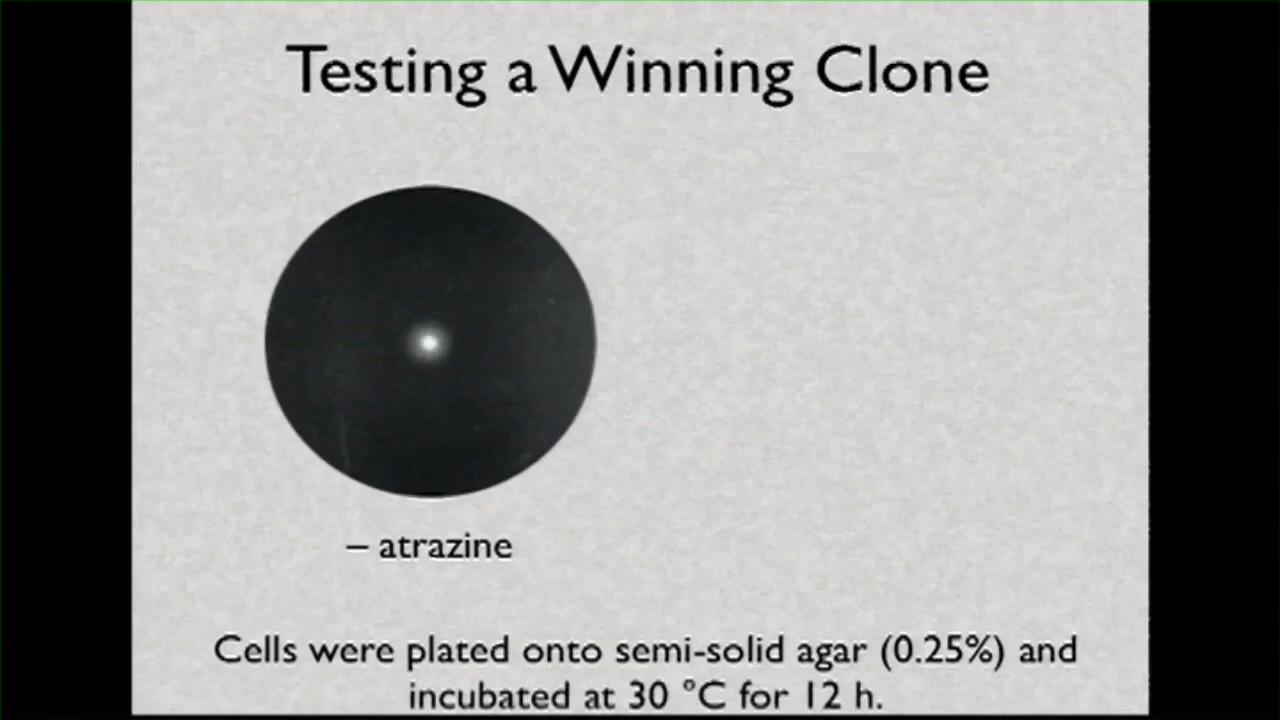 Testing a Winning Clone
– atrazine
Cells were plated onto semi-solid agar (0.25%) and
incubated at 30 °C for 12 h.